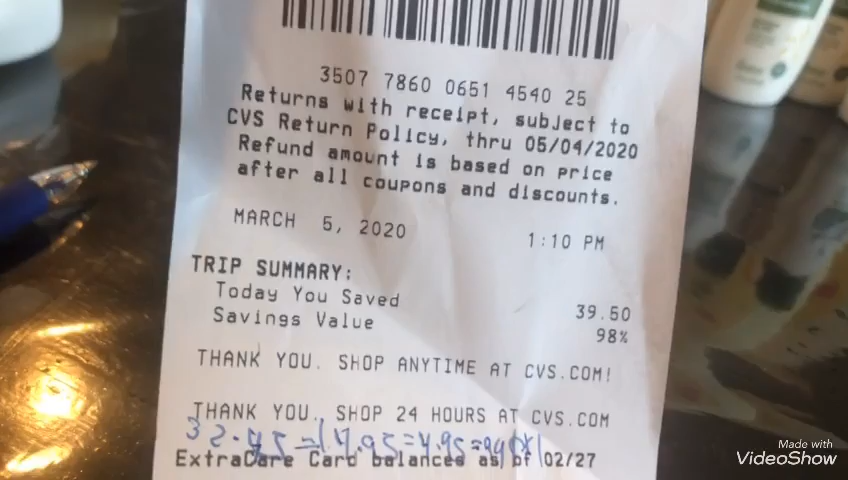 3507 7860 0651 4540 25
Returns with receipt, subject to
CVS Return Policy, thru 05/04/2020
Refund amount is based on price
after all coupons and discounts.
MARCH 5, 2020 1:10 PM
TRIP SUMMARY:
Today You Saved 39.50
Savings Value 98%
THANK YOU. SHOP ANYTIME AT CVS.COM!
THANK YOU. SHOP 24 HOURS AT CVS.COM
ExtraCare Card balances as of 02/27
Made with
VideoShow